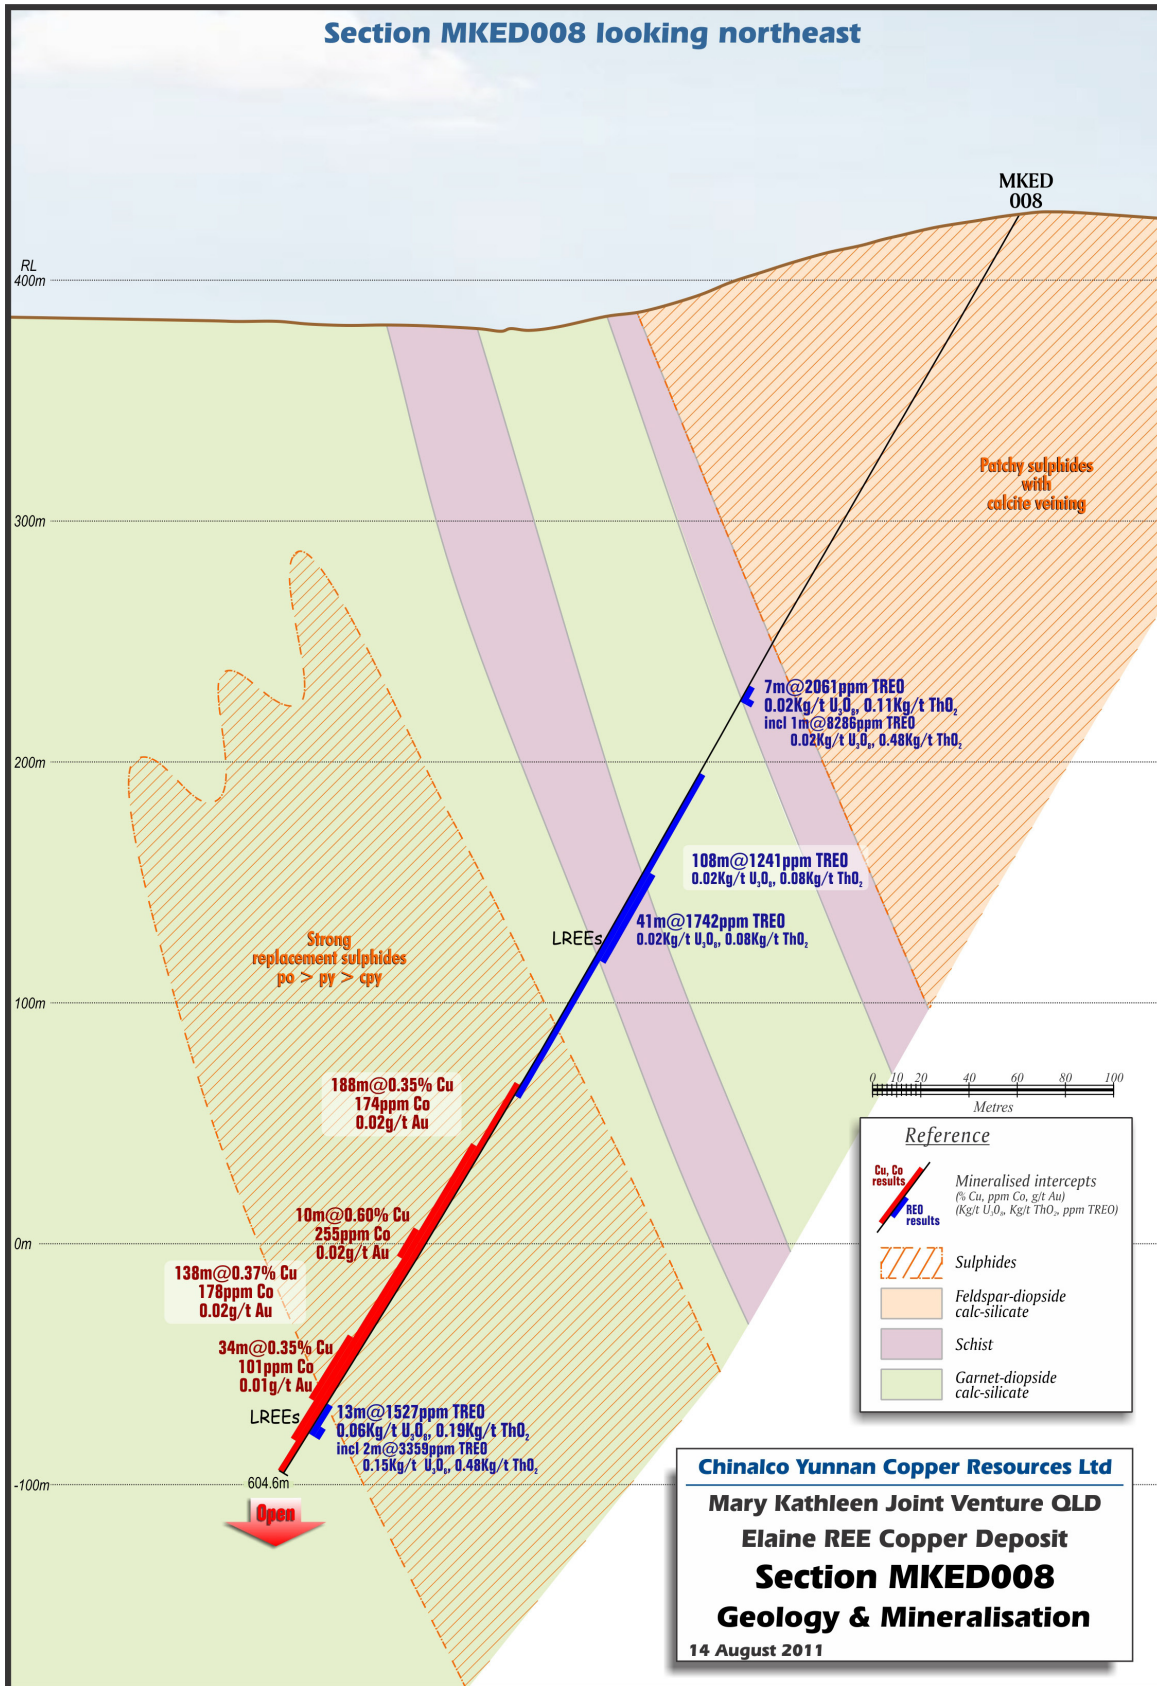 Section MKED008 looking northeast
MKED
008
RL
400m
300m
200m
100m
0m
-100m
Patchy sulphides
with
calcite veining
7m@2061ppm TREO
0.02Kg/t U₃O₈, 0.11Kg/t ThO₂
incl 1m@8286ppm TREO
0.02Kg/t U₃O₈, 0.48Kg/t ThO₂
108m@1241ppm TREO
0.02Kg/t U₃O₈, 0.08Kg/t ThO₂
41m@1742ppm TREO
0.02Kg/t U₃O₈, 0.08Kg/t ThO₂
LREEs
Strong
replacement sulphides
po > py > cpy
188m@0.35% Cu
174ppm Co
0.02g/t Au
10m@0.60% Cu
255ppm Co
0.02g/t Au
138m@0.37% Cu
178ppm Co
0.02g/t Au
34m@0.35% Cu
101ppm Co
0.01g/t Au
LREEs
13m@1527ppm TREO
0.06Kg/t U₃O₈, 0.19Kg/t ThO₂
incl 2m@3359ppm TREO
0.15Kg/t U₃O₈, 0.48Kg/t ThO₂
604.6m
Open
0 10 20 40 60 80 100
Metres
Reference
Cu, Co
results
REO
results
Mineralised intercepts
(% Cu, ppm Co, g/t Au)
(Kg/t U₃O₈, Kg/t ThO₂, ppm TREO)
Sulphides
Feldspar-diopside
calc-silicate
Schist
Garnet-diopside
calc-silicate
Chinalco Yunnan Copper Resources Ltd
Mary Kathleen Joint Venture QLD
Elaine REE Copper Deposit
Section MKED008
Geology & Mineralisation
14 August 2011